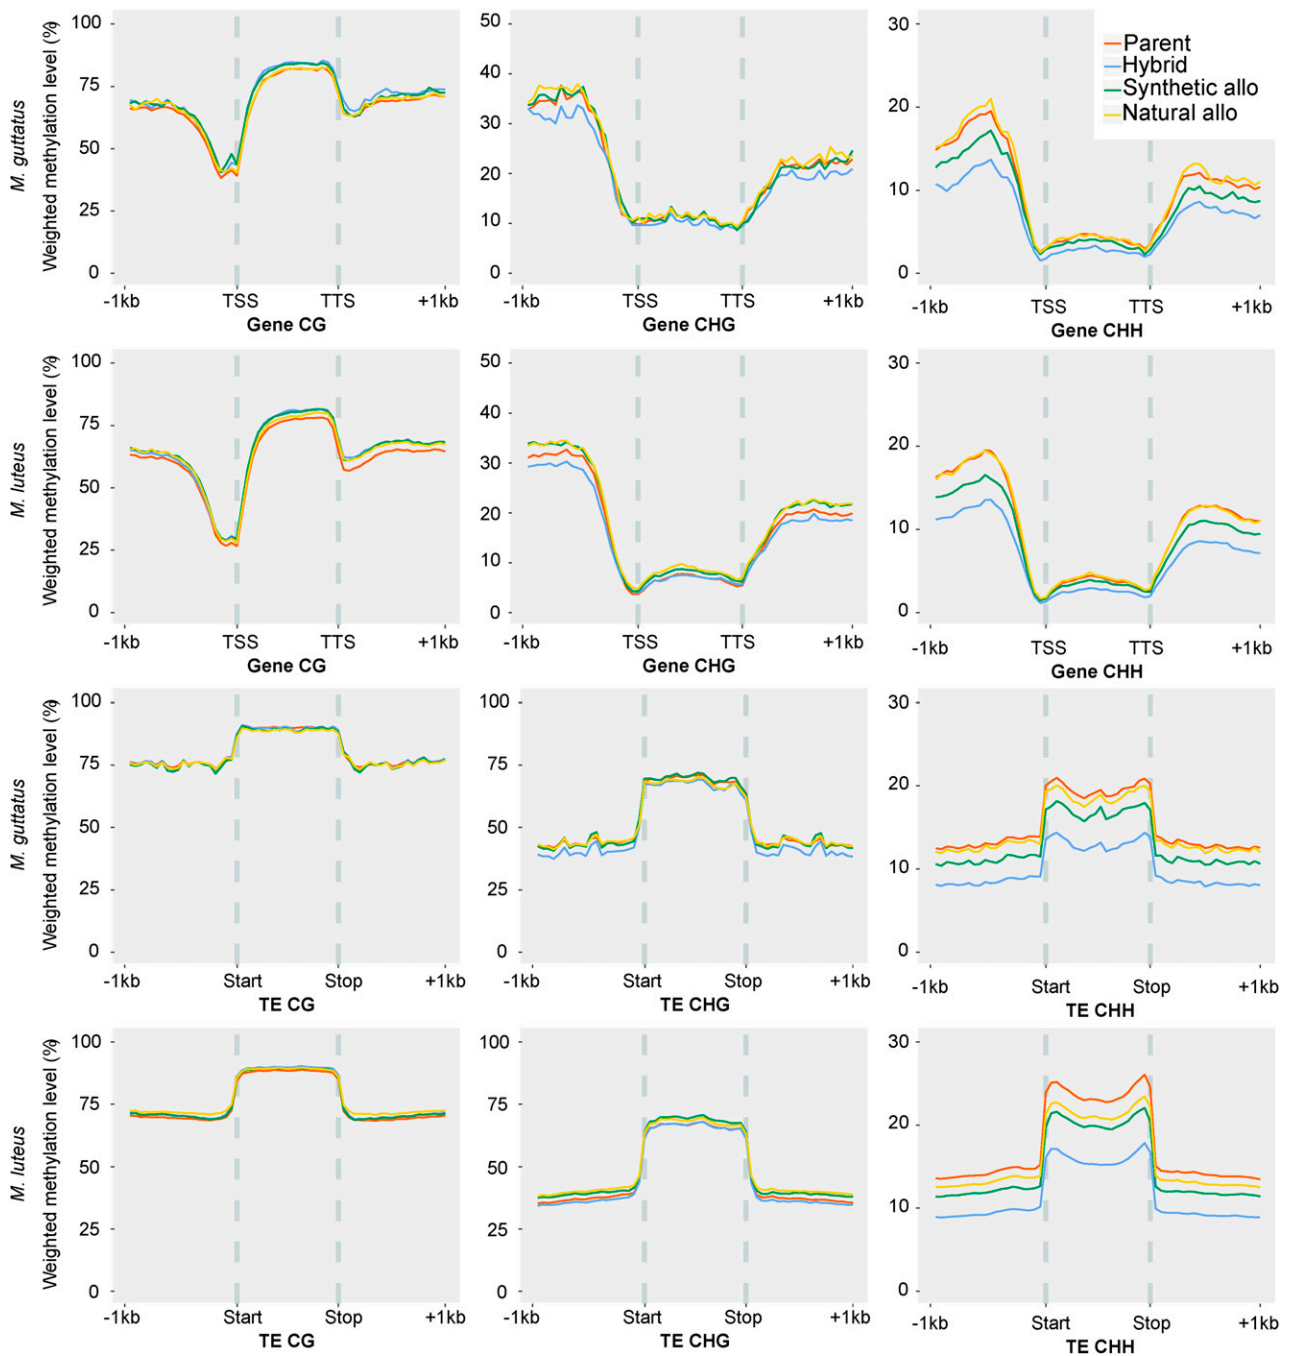 M. guttatus
Weighted methylation level (%)
100
75
50
25
0
-1kb TSS TTS +1kb
Gene CG
50
40
30
20
10
0
-1kb TSS TTS +1kb
Gene CHG
30
20
10
0
-1kb TSS TTS +1kb
Gene CHH
Parent
Hybrid
Synthetic allo
Natural allo
M. luteus
Weighted methylation level (%)
100
75
50
25
0
-1kb TSS TTS +1kb
Gene CG
50
40
30
20
10
0
-1kb TSS TTS +1kb
Gene CHG
30
20
10
0
-1kb TSS TTS +1kb
Gene CHH
M. guttatus
Weighted methylation level (%)
100
75
50
25
0
-1kb Start Stop +1kb
TE CG
100
75
50
25
0
-1kb Start Stop +1kb
TE CHG
30
20
10
0
-1kb Start Stop +1kb
TE CHH
M. luteus
Weighted methylation level (%)
100
75
50
25
0
-1kb Start Stop +1kb
TE CG
100
75
50
25
0
-1kb Start Stop +1kb
TE CHG
30
20
10
0
-1kb Start Stop +1kb
TE CHH